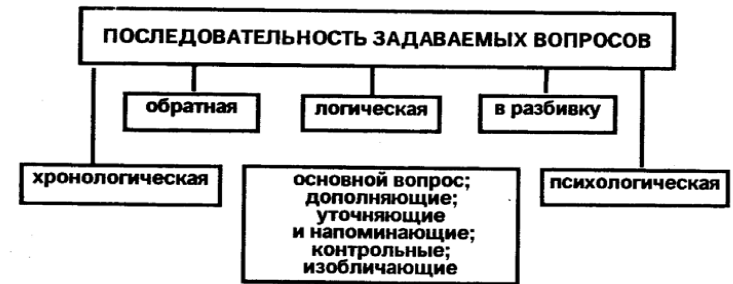 ПОСЛЕДОВАТЕЛЬНОСТЬ ЗАДАВАЕМЫХ ВОПРОСОВ
обратная
логическая
в разбивку
хронологическая
основной вопрос;
дополняющие;
уточняющие
и напоминающие;
контрольные;
изобличающие
психологическая